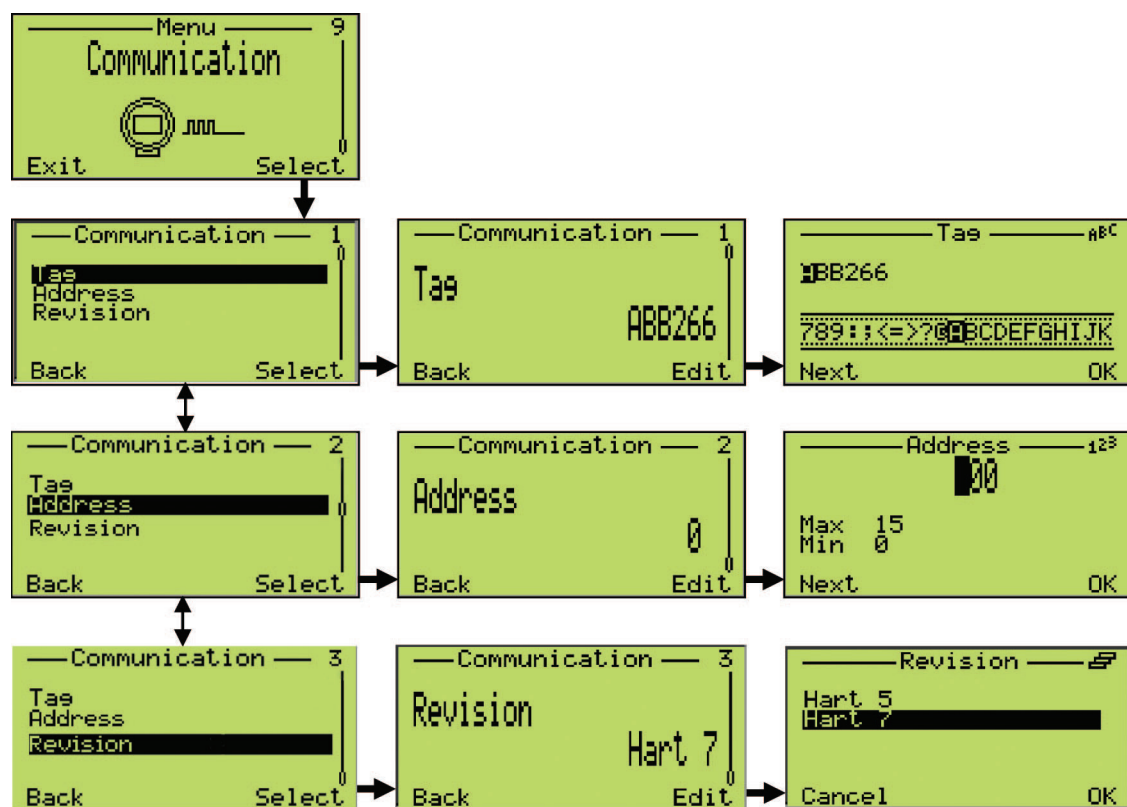 Menu 9
Communication
Exit Select
Communication 1
Tag
Address
Revision
Back Select
Communication 1
Tag
ABB266
Back Edit
Tag ABC
ABB266
789:;<=>?@ABCDEFGHIJK
Next OK
Communication 2
Tag
Address
Revision
Back Select
Communication 2
Address
0
Back Edit
Address 123
00
Max 15
Min 0
Next OK
Communication 3
Tag
Address
Revision
Back Select
Communication 3
Revision
Hart 7
Back Edit
Revision
Hart 5
Hart 7
Cancel OK